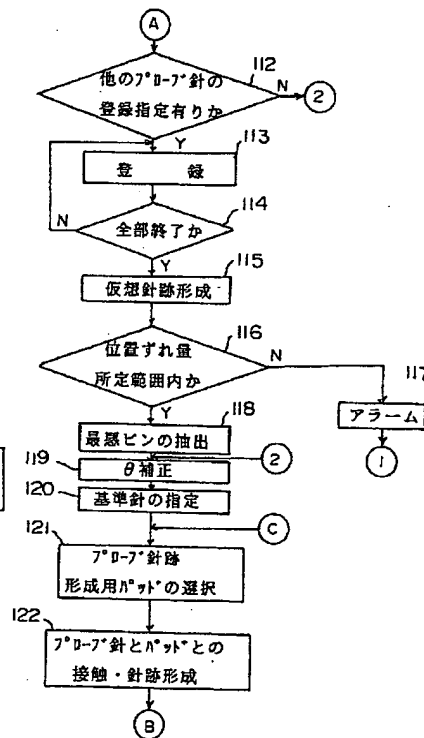 A
112
他のプローブ針の
登録指定有りか
N
2
Y
113
登 録
114
N
全部終了か
Y
115
仮想針跡形成
116
位置ずれ量
所定範囲内か
N
117
アラーム
1
Y
118
最悪ピンの抽出
2
119
θ補正
120
基準針の指定
C
121
プローブ針跡
形成用パッドの選択
122
プローブ針とパッドとの
接触・針跡形成
B